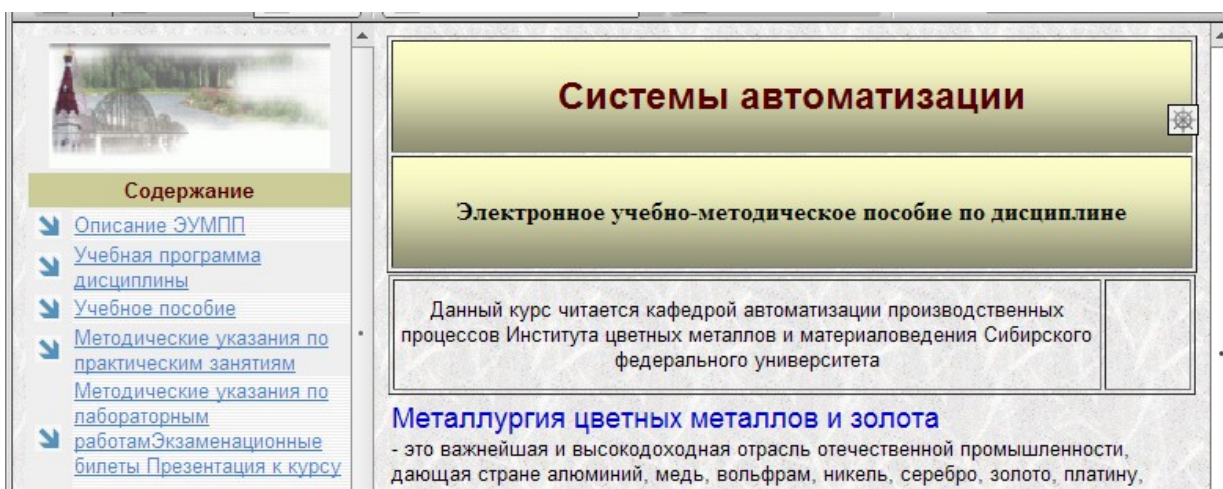 Содержание
Описание ЭУМПП
Учебная программа
дисциплины
Учебное пособие
Методические указания по
практическим занятиям
Методические указания по
лабораторным
работамЭкзаменационные
билеты Презентация к курсу
Системы автоматизации
Электронное учебно-методическое пособие по дисциплине
Данный курс читается кафедрой автоматизации производственных
процессов Института цветных металлов и материаловедения Сибирского
федерального университета
Металлургия цветных металлов и золота
- это важнейшая и высокодоходная отрасль отечественной промышленности,
дающая стране алюминий, медь, вольфрам, никель, серебро, золото, платину,